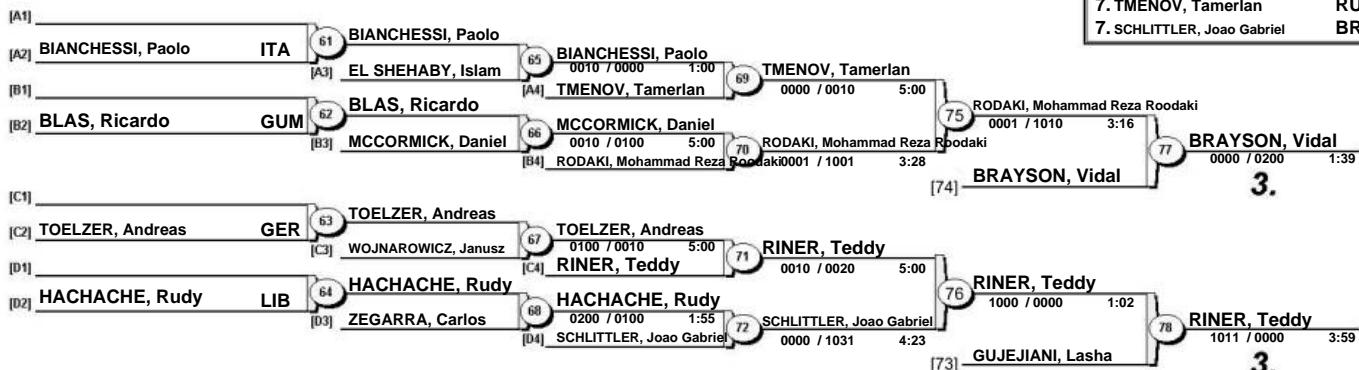 7. TMENOV, Tamerlan RU
7. SCHLITTLER, Joao Gabriel BR
[A1]
[A2] BIANCHESSI, Paolo ITA
61
BIANCHESSI, Paolo
[A3] EL SHEHABY, Islam
65
BIANCHESSI, Paolo
0010 / 0000 1:00
[A4] TMENOV, Tamerlan
69
TMENOV, Tamerlan
0000 / 0010 5:00
[B1]
[B2] BLAS, Ricardo GUM
62
BLAS, Ricardo
[B3] MCCORMICK, Daniel
66
MCCORMICK, Daniel
0010 / 0100 5:00
[B4] RODAKI, Mohammad Reza Roodaki
70
RODAKI, Mohammad Reza Roodaki
0001 / 1001 3:28
75
RODAKI, Mohammad Reza Roodaki
0001 / 1010 3:16
[74] BRAYSON, Vidal
77
BRAYSON, Vidal
0000 / 0200 1:39
3.
[C1]
[C2] TOELZER, Andreas GER
63
TOELZER, Andreas
[C3] WOJNAROWICZ, Janusz
67
TOELZER, Andreas
0100 / 0010 5:00
[C4] RINER, Teddy
71
RINER, Teddy
0010 / 0020 5:00
[D1]
[D2] HACHACHE, Rudy LIB
64
HACHACHE, Rudy
[D3] ZEGARRA, Carlos
68
HACHACHE, Rudy
0200 / 0100 1:55
[D4] SCHLITTLER, Joao Gabriel
72
SCHLITTLER, Joao Gabriel
0000 / 1031 4:23
76
RINER, Teddy
1000 / 0000 1:02
[73] GUJEJIANI, Lasha
78
RINER, Teddy
1011 / 0000 3:59
3.